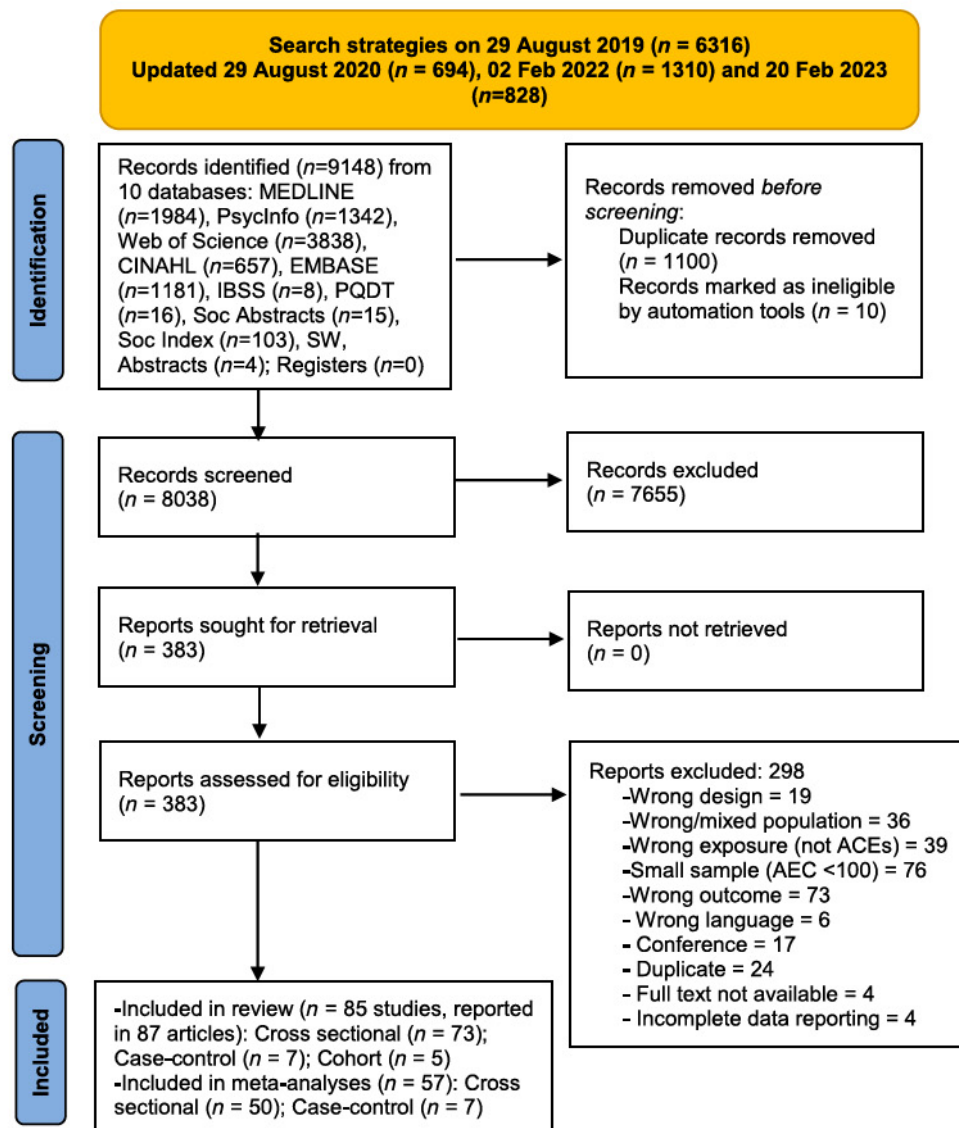 Search strategies on 29 August 2019 (n = 6316)
Updated 29 August 2020 (n = 694), 02 Feb 2022 (n = 1310) and 20 Feb 2023
(n=828)
Identification
Records identified (n=9148) from
10 databases: MEDLINE
(n=1984), PsycInfo (n=1342),
Web of Science (n=3838),
CINAHL (n=657), EMBASE
(n=1181), IBSS (n=8), PQDT
(n=16), Soc Abstracts (n=15),
Soc Index (n=103), SW,
Abstracts (n=4); Registers (n=0)
Records removed before
screening:
Duplicate records removed
(n = 1100)
Records marked as ineligible
by automation tools (n = 10)
Screening
Records screened
(n = 8038)
Records excluded
(n = 7655)
Reports sought for retrieval
(n = 383)
Reports not retrieved
(n = 0)
Reports assessed for eligibility
(n = 383)
Reports excluded: 298
-Wrong design = 19
-Wrong/mixed population = 36
-Wrong exposure (not ACEs) = 39
-Small sample (AEC <100) = 76
-Wrong outcome = 73
- Wrong language = 6
- Conference = 17
- Duplicate = 24
- Full text not available = 4
- Incomplete data reporting = 4
Included
-Included in review (n = 85 studies, reported
in 87 articles): Cross sectional (n = 73);
Case-control (n = 7); Cohort (n = 5)
-Included in meta-analyses (n = 57): Cross
sectional (n = 50); Case-control (n = 7)